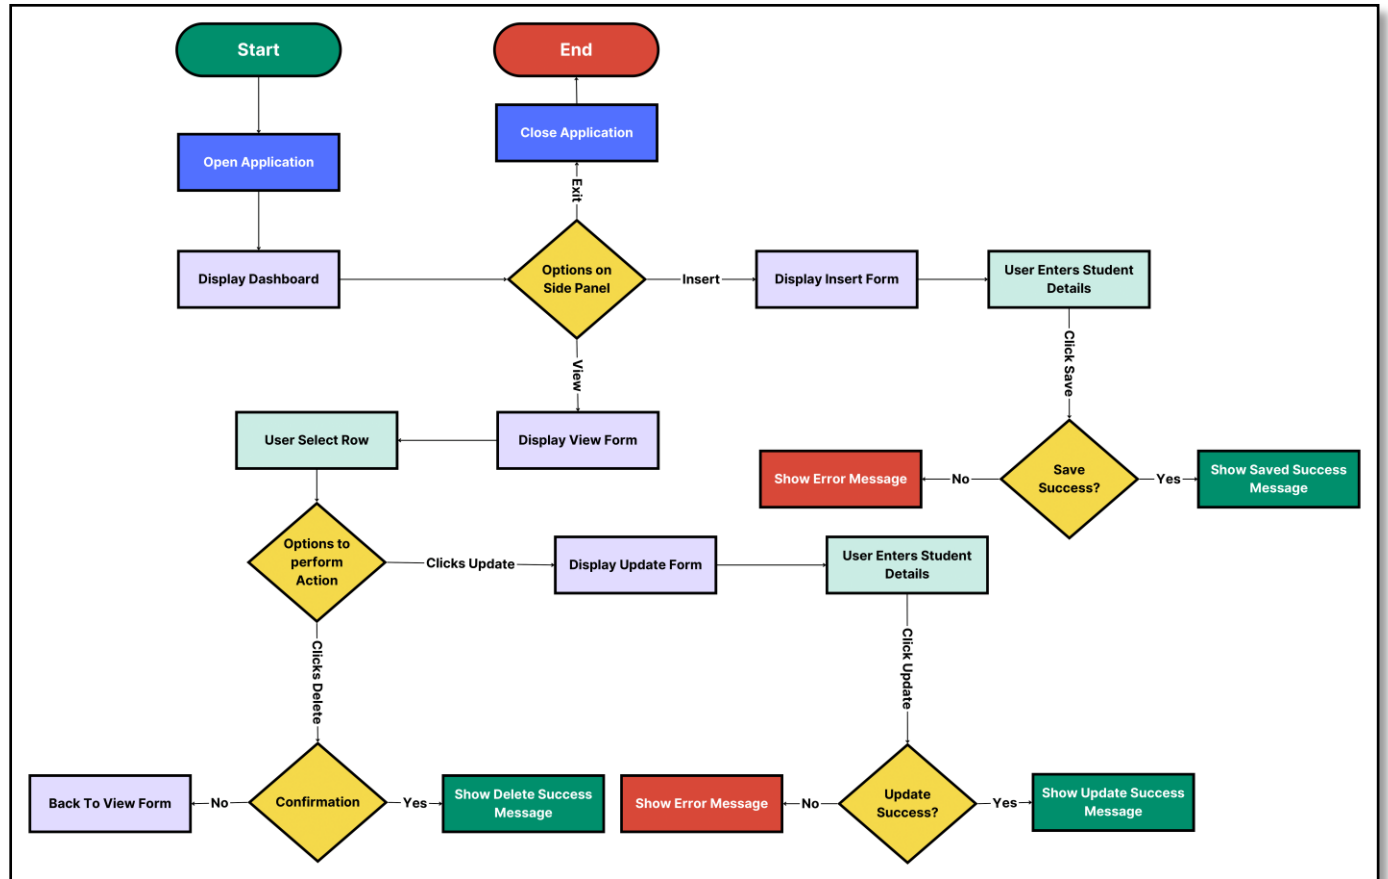 Start
End
Open Application
Close Application
Exit
Display Dashboard
Options on
Side Panel
Insert
Display Insert Form
User Enters Student
Details
View
Click Save
User Select Row
Display View Form
Show Error Message
No
Save
Success?
Yes
Show Saved Success
Message
Options to
perform
Action
Clicks Update
Display Update Form
User Enters Student
Details
Clicks Delete
Click Update
Back To View Form
No
Confirmation
Yes
Show Delete Success
Message
Show Error Message
No
Update
Success?
Yes
Show Update Success
Message